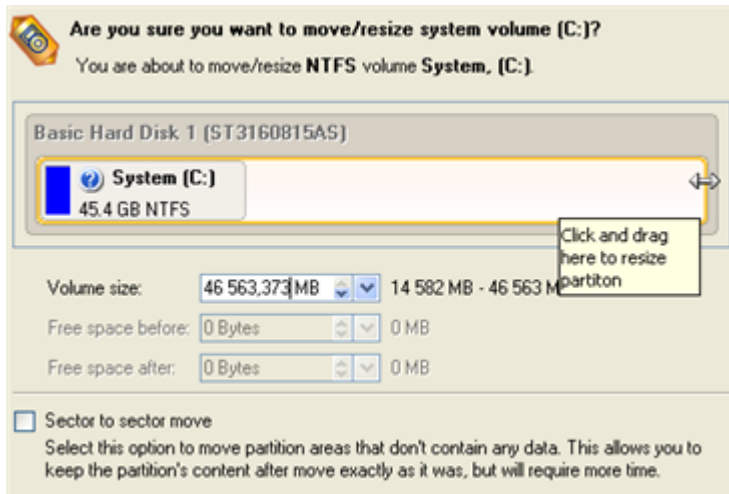 Are you sure you want to move/resize system volume (C:)?
You are about to move/resize NTFS volume System, (C:).
Basic Hard Disk 1 (ST3160815AS)
System (C:)
45.4 GB NTFS
Click and drag
here to resize
partiton
Volume size: 46 563,373 MB 14 582 MB - 46 563 M
Free space before: 0 Bytes 0 MB
Free space after: 0 Bytes 0 MB
Sector to sector move
Select this option to move partition areas that don't contain any data. This allows you to
keep the partition's content after move exactly as it was, but will require more time.